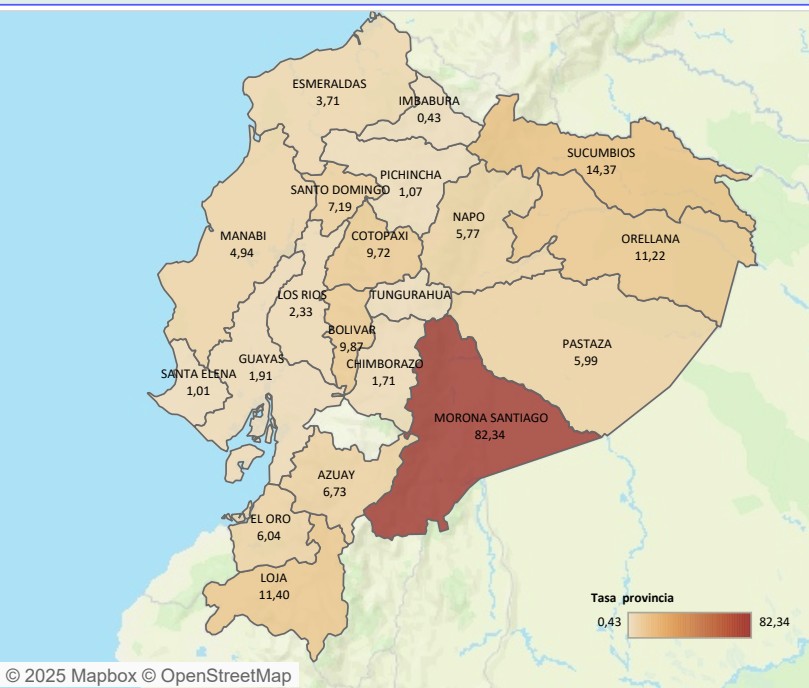 ESMERALDAS
3,71
IMBABURA
0,43
SUCUMBIOS
14,37
PICHINCHA
1,07
SANTO DOMINGO
7,19
NAPO
5,77
MANABI
4,94
COTOPAXI
9,72
ORELLANA
11,22
LOS RIOS
2,33
TUNGURAHUA
BOLIVAR
9,87
PASTAZA
5,99
GUAYAS
1,91
CHIMBORAZO
1,71
SANTA ELENA
1,01
MORONA SANTIAGO
82,34
AZUAY
6,73
EL ORO
6,04
LOJA
11,40
Tasa provincia
0,43 82,34
© 2025 Mapbox © OpenStreetMap